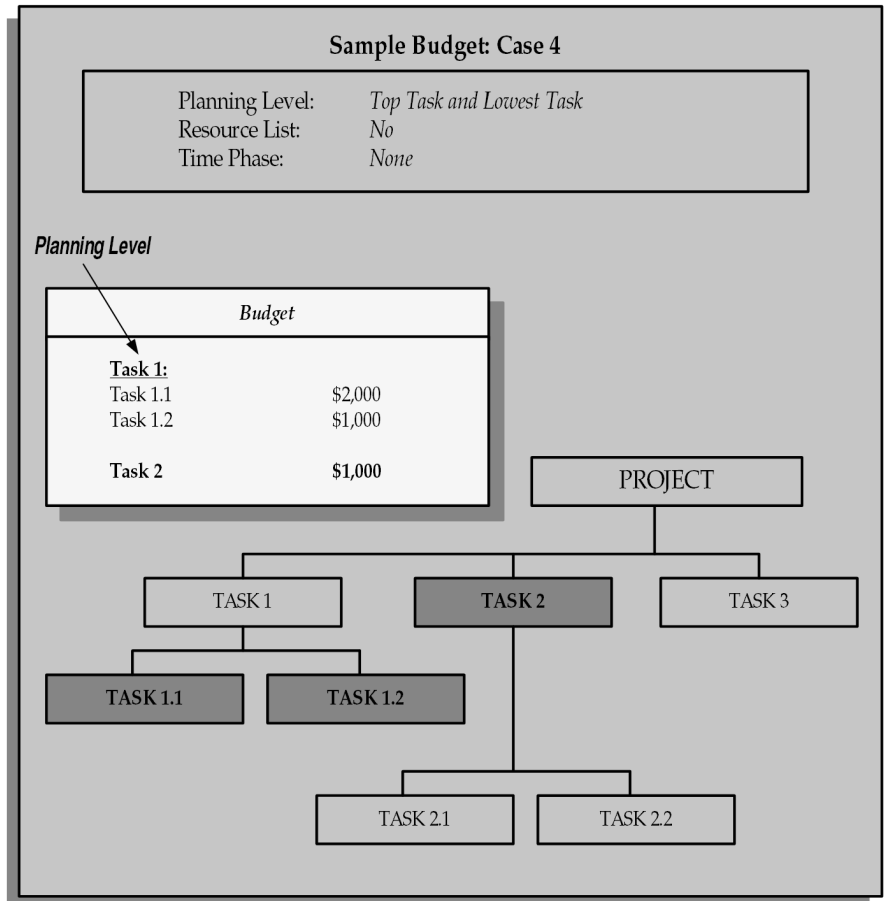 Sample Budget: Case 4
Planning Level: Top Task and Lowest Task
Resource List: No
Time Phase: None
Planning Level
Budget
Task 1:
Task 1.1 $2,000
Task 1.2 $1,000
Task 2 $1,000
PROJECT
TASK 1 TASK 2 TASK 3
TASK 1.1 TASK 1.2
TASK 2.1 TASK 2.2